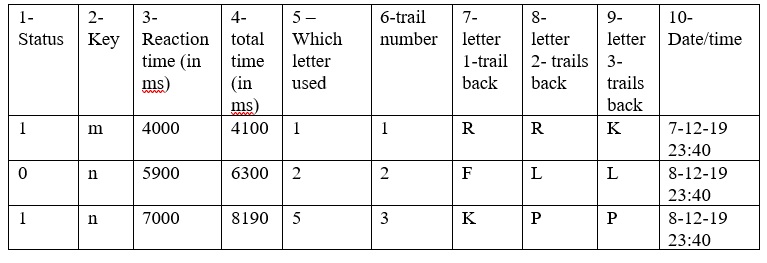 1- Status 2- Key 3- Reaction time (in ms) 4- total time (in ms) 5 – Which letter used 6-trail number 7- letter 1-trail back 8- letter 2- trails back 9- letter 3- trails back 10- Date/time
1 m 4000 4100 1 1 R R K 7-12-19 23:40
0 n 5900 6300 2 2 F L L 8-12-19 23:40
1 n 7000 8190 5 3 K P P 8-12-19 23:40